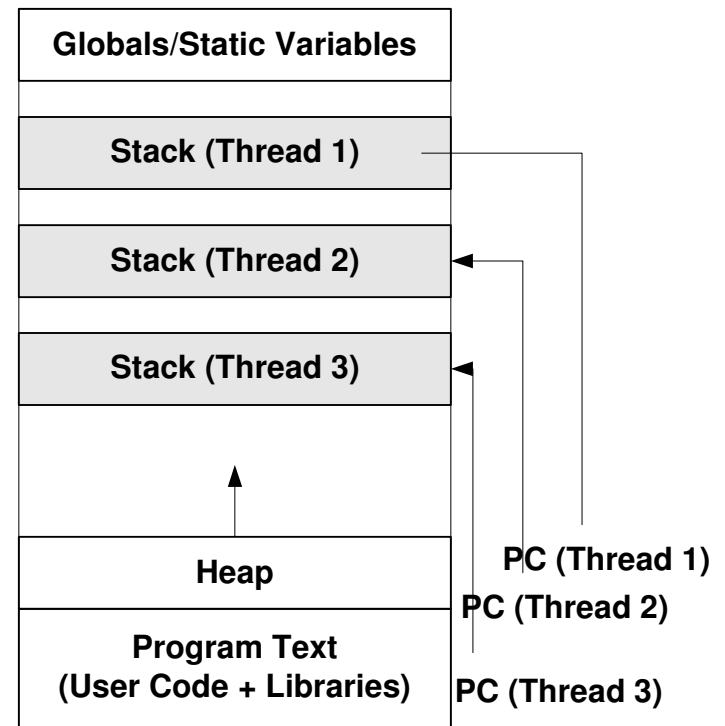 Globals/Static Variables
Stack (Thread 1)
Stack (Thread 2)
Stack (Thread 3)
Heap
PC (Thread 1)
PC (Thread 2)
Program Text
(User Code + Libraries)
PC (Thread 3)